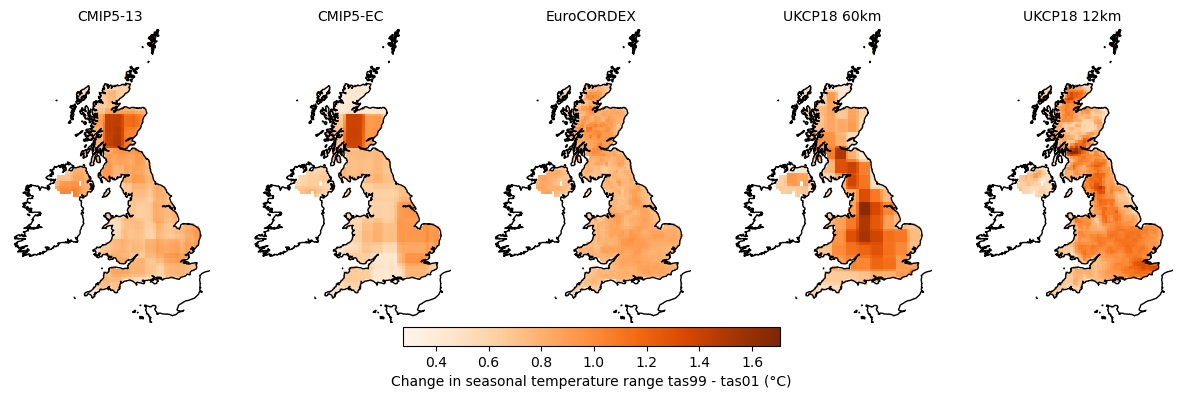 CMIP5-13
CMIP5-EC
EuroCORDEX
UKCP18 60km
UKCP18 12km
0.4 0.6 0.8 1.0 1.2 1.4 1.6
Change in seasonal temperature range tas99 - tas01 (°C)